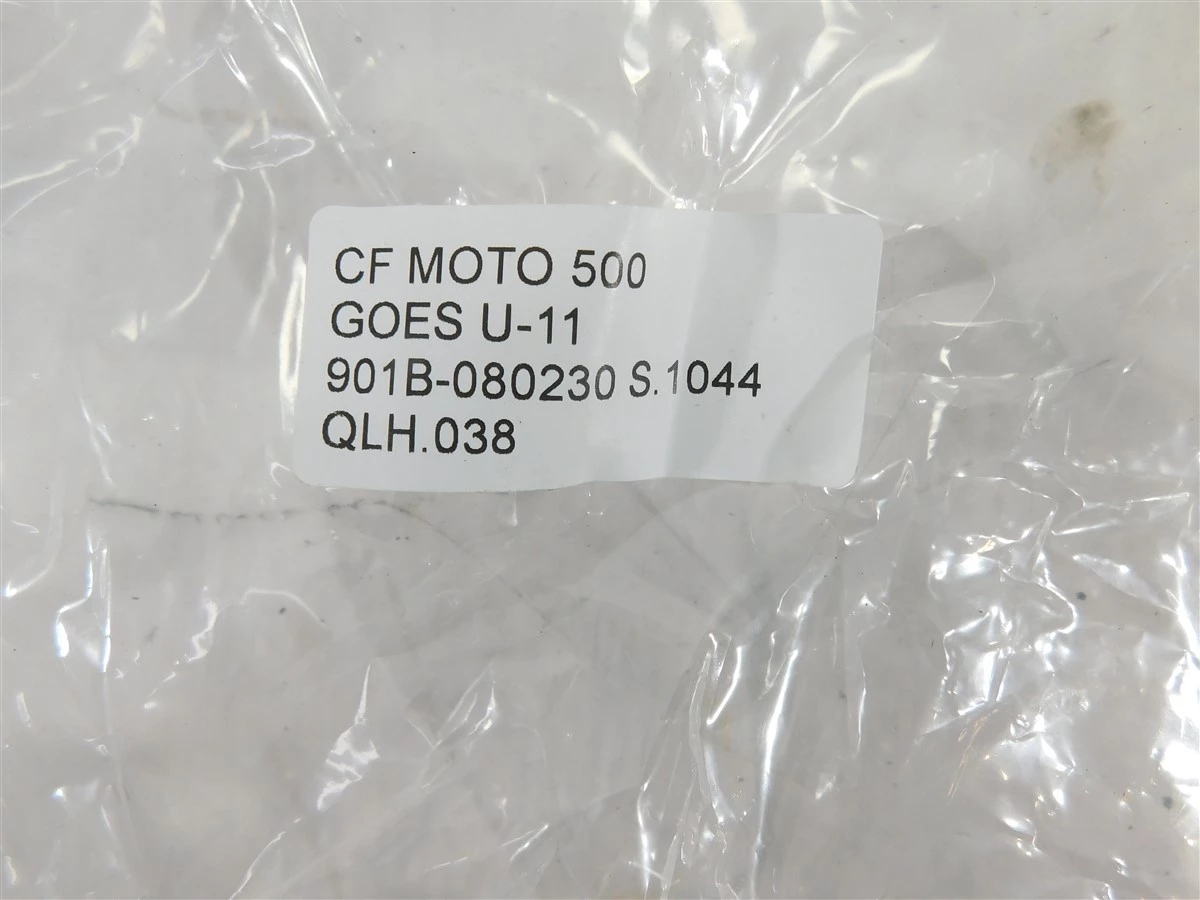 CF MOTO 500
GOES U-11
901B-080230 S.1044
QLH.038